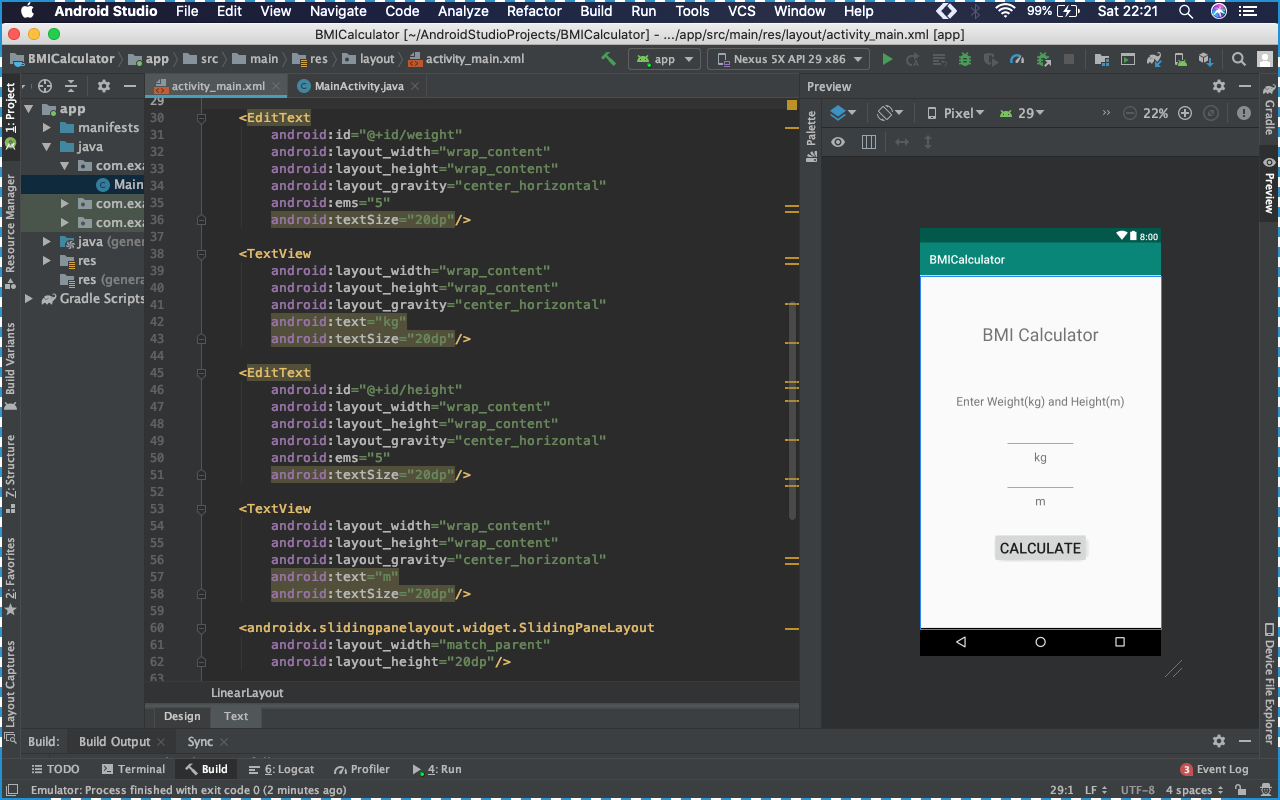 Android Studio File Edit View Navigate Code Analyze Refactor Build Run Tools VCS Window Help 99% Sat 22:21
BMICalculator [~/AndroidStudioProjects/BMICalculator] - .../app/src/main/res/layout/activity_main.xml [app]
BMICalculator app src main res layout activity_main.xml app Nexus 5X API 29 x86
activity_main.xml MainActivity.java Preview
Pixel 29 22%
1: Project
Resource Manager
Build Variants
Z: Structure
2: Favorites
Layout Captures
app
manifests
java
com.exa
Main
com.exa
com.exa
java (gener
res
res (genera
Gradle Scripts
29
30 <EditText
31 android:id="@+id/weight"
32 android:layout_width="wrap_content"
33 android:layout_height="wrap_content"
34 android:layout_gravity="center_horizontal"
35 android:ems="5"
36 android:textSize="20dp"/>
37
38 <TextView
39 android:layout_width="wrap_content"
40 android:layout_height="wrap_content"
41 android:layout_gravity="center_horizontal"
42 android:text="kg"
43 android:textSize="20dp"/>
44
45 <EditText
46 android:id="@+id/height"
47 android:layout_width="wrap_content"
48 android:layout_height="wrap_content"
49 android:layout_gravity="center_horizontal"
50 android:ems="5"
51 android:textSize="20dp"/>
52
53 <TextView
54 android:layout_width="wrap_content"
55 android:layout_height="wrap_content"
56 android:layout_gravity="center_horizontal"
57 android:text="m"
58 android:textSize="20dp"/>
59
60 <androidx.slidingpanelayout.widget.SlidingPaneLayout
61 android:layout_width="match_parent"
62 android:layout_height="20dp"/>
63
LinearLayout
Design Text
Palette
8:00
BMICalculator
BMI Calculator
Enter Weight(kg) and Height(m)
kg
m
CALCULATE
Gradle
Preview
Device File Explorer
Build: Build Output Sync
TODO Terminal Build 6: Logcat Profiler 4: Run 3 Event Log
Emulator: Process finished with exit code 0 (2 minutes ago) 29:1 LF UTF-8 4 spaces